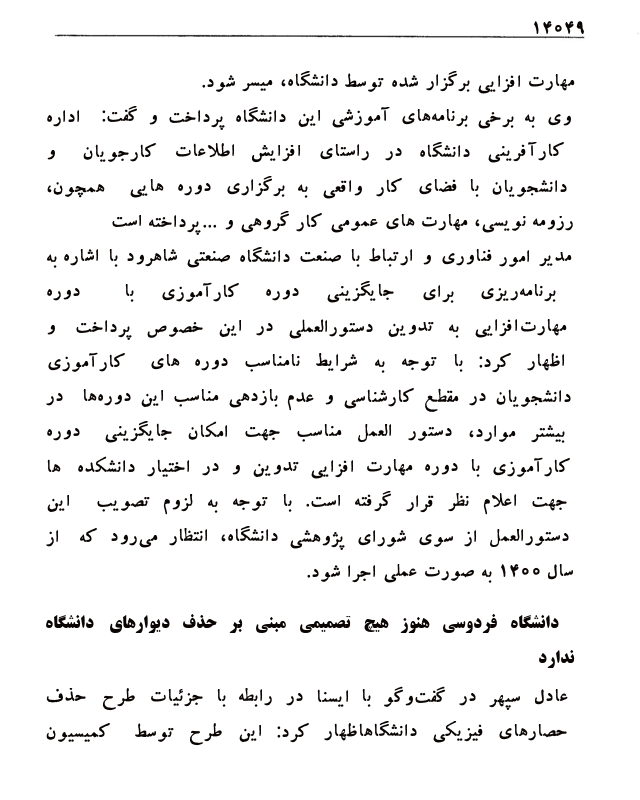 ۱۴۰۴۹
مهارت افزایی برگزار شده توسط دانشگاه، میسر شود.
وی به برخی برنامه‌های آموزشی این دانشگاه پرداخت و گفت: اداره
کارآفرینی دانشگاه در راستای افزایش اطلاعات کارجویان و
دانشجویان با فضای کار واقعی به برگزاری دوره هایی همچون،
رزومه نویسی، مهارت های عمومی کار گروهی و ...پرداخته است
مدیر امور فناوری و ارتباط با صنعت دانشگاه صنعتی شاهرود با اشاره به
برنامه‌ریزی برای جایگزینی دوره کارآموزی با دوره
مهارت‌افزایی به تدوین دستورالعملی در این خصوص پرداخت و
اظهار کرد: با توجه به شرایط نامناسب دوره های کارآموزی
دانشجویان در مقطع کارشناسی و عدم بازدهی مناسب این دوره‌ها در
بیشتر موارد، دستور العمل مناسب جهت امکان جایگزینی دوره
کارآموزی با دوره مهارت افزایی تدوین و در اختیار دانشکده ها
جهت اعلام نظر قرار گرفته است. با توجه به لزوم تصویب این
دستورالعمل از سوی شورای پژوهشی دانشگاه، انتظار می‌رود که از
سال ۱۴۰۰ به صورت عملی اجرا شود.
دانشگاه فردوسی هنوز هیچ تصمیمی مبنی بر حذف دیوارهای دانشگاه
ندارد
عادل سپهر در گفت‌وگو با ایسنا در رابطه با جزئیات طرح حذف
حصارهای فیزیکی دانشگاهاظهار کرد: این طرح توسط کمیسیون